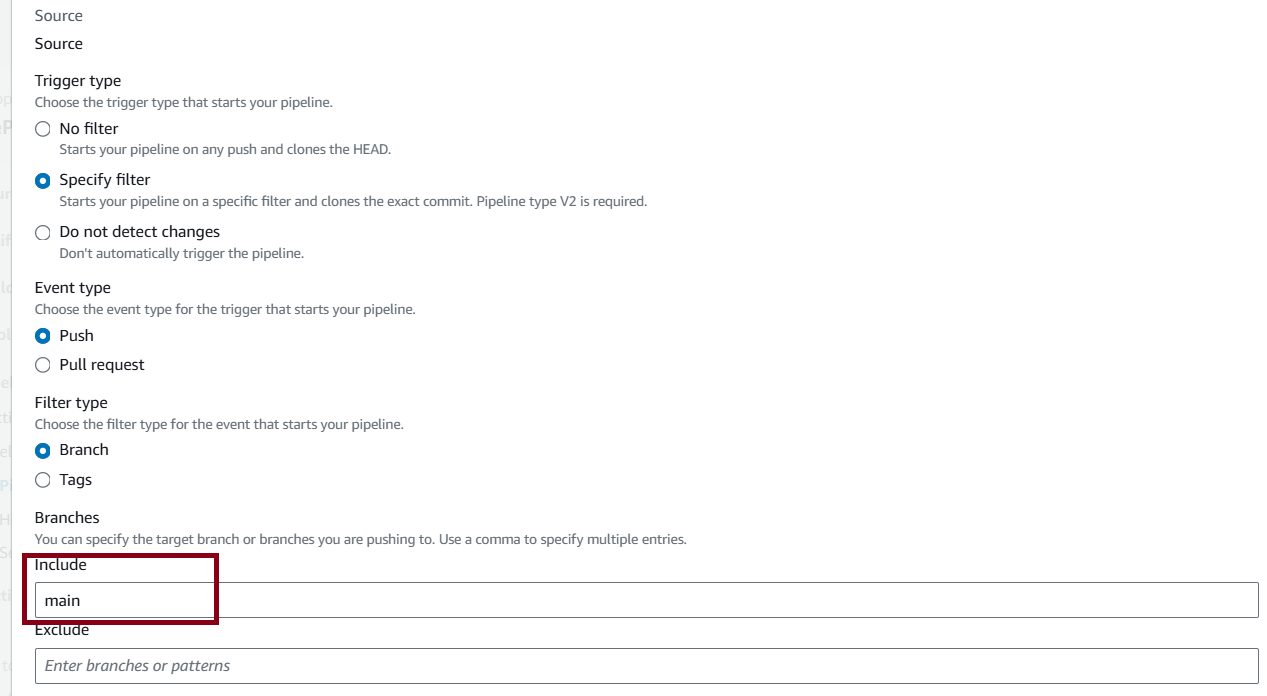 Source
Source
Trigger type
Choose the trigger type that starts your pipeline.
No filter
Starts your pipeline on any push and clones the HEAD.
Specify filter
Starts your pipeline on a specific filter and clones the exact commit. Pipeline type V2 is required.
Do not detect changes
Don't automatically trigger the pipeline.
Event type
Choose the event type for the trigger that starts your pipeline.
Push
Pull request
Filter type
Choose the filter type for the event that starts your pipeline.
Branch
Tags
Branches
You can specify the target branch or branches you are pushing to. Use a comma to specify multiple entries.
Include
main
Exclude
Enter branches or patterns